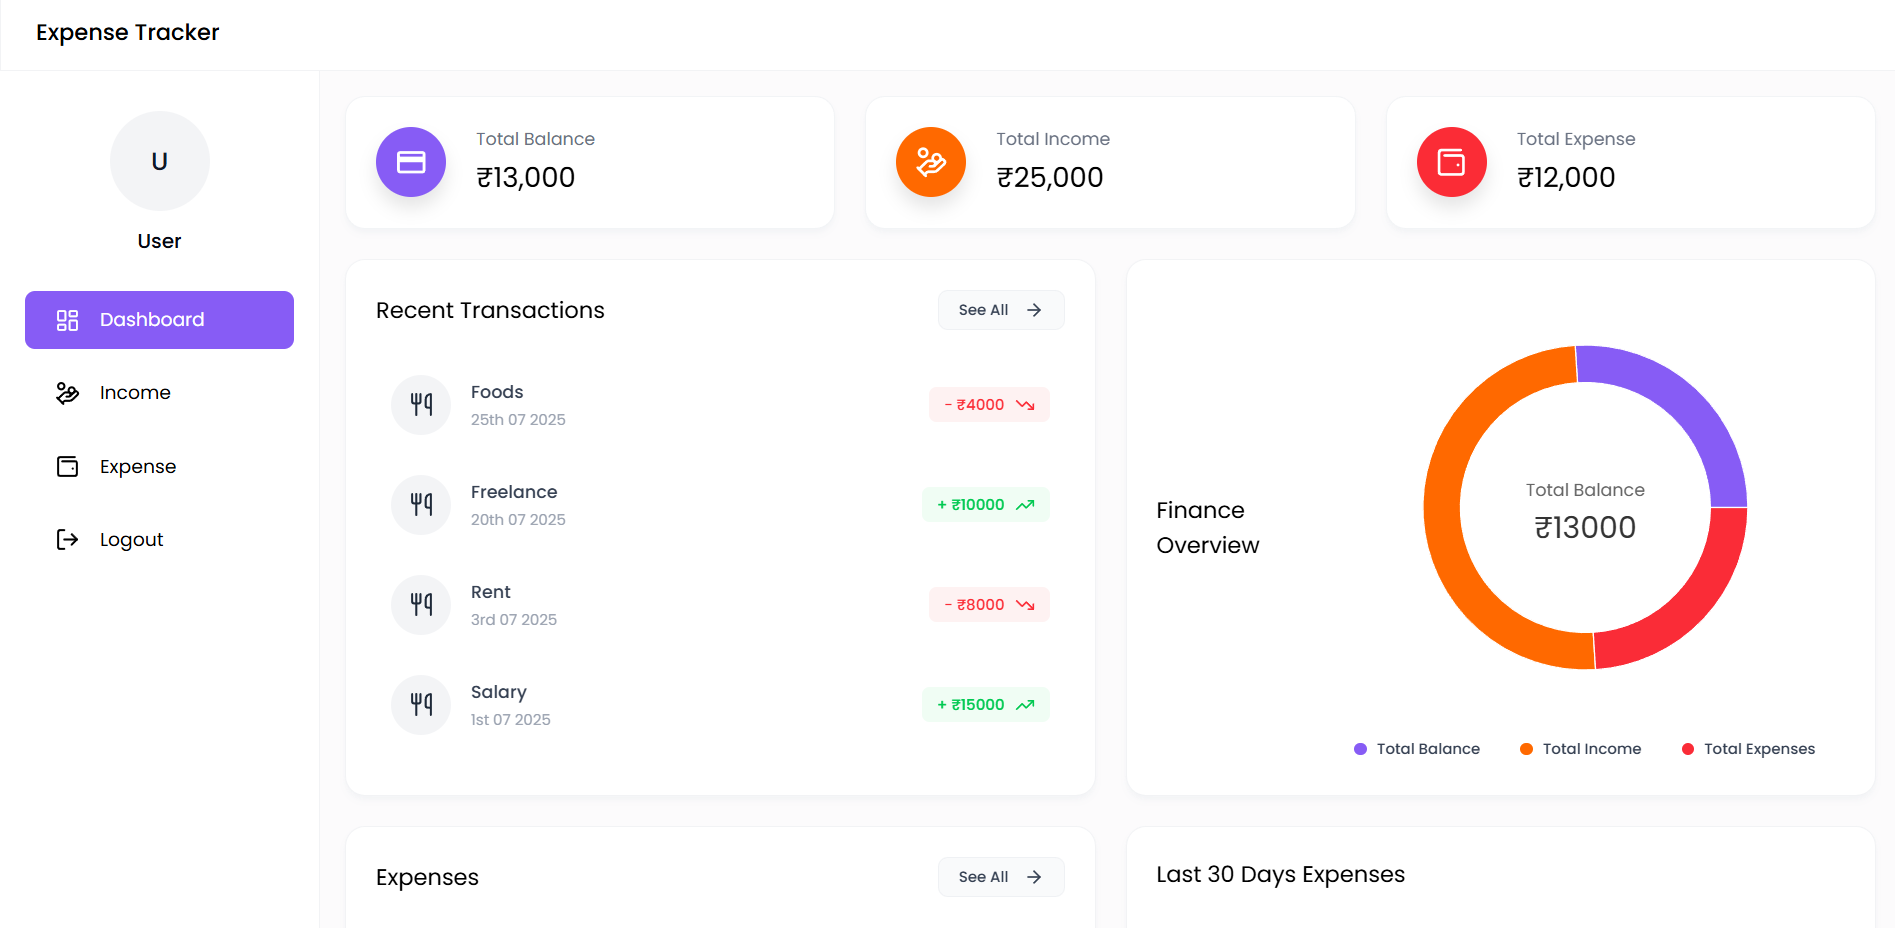 Expense Tracker
U
User
Dashboard
Income
Expense
Logout
Total Balance
₹13,000
Total Income
₹25,000
Total Expense
₹12,000
Recent Transactions
See All
Foods
25th 07 2025
- ₹4000
Freelance
20th 07 2025
+ ₹10000
Rent
3rd 07 2025
- ₹8000
Salary
1st 07 2025
+ ₹15000
Finance
Overview
Total Balance
₹13000
Total Balance
Total Income
Total Expenses
Expenses
See All
Last 30 Days Expenses